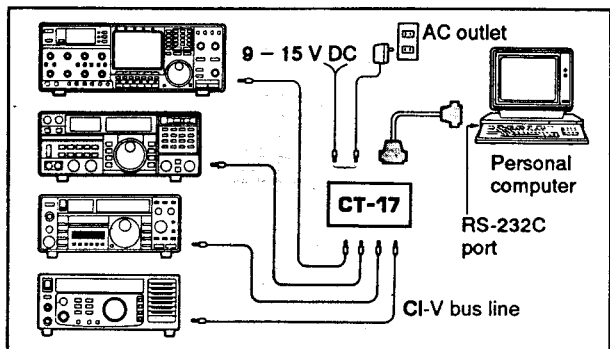 9 – 15 V DC
AC outlet
Personal
computer
CT-17
RS-232C
port
CI-V bus line